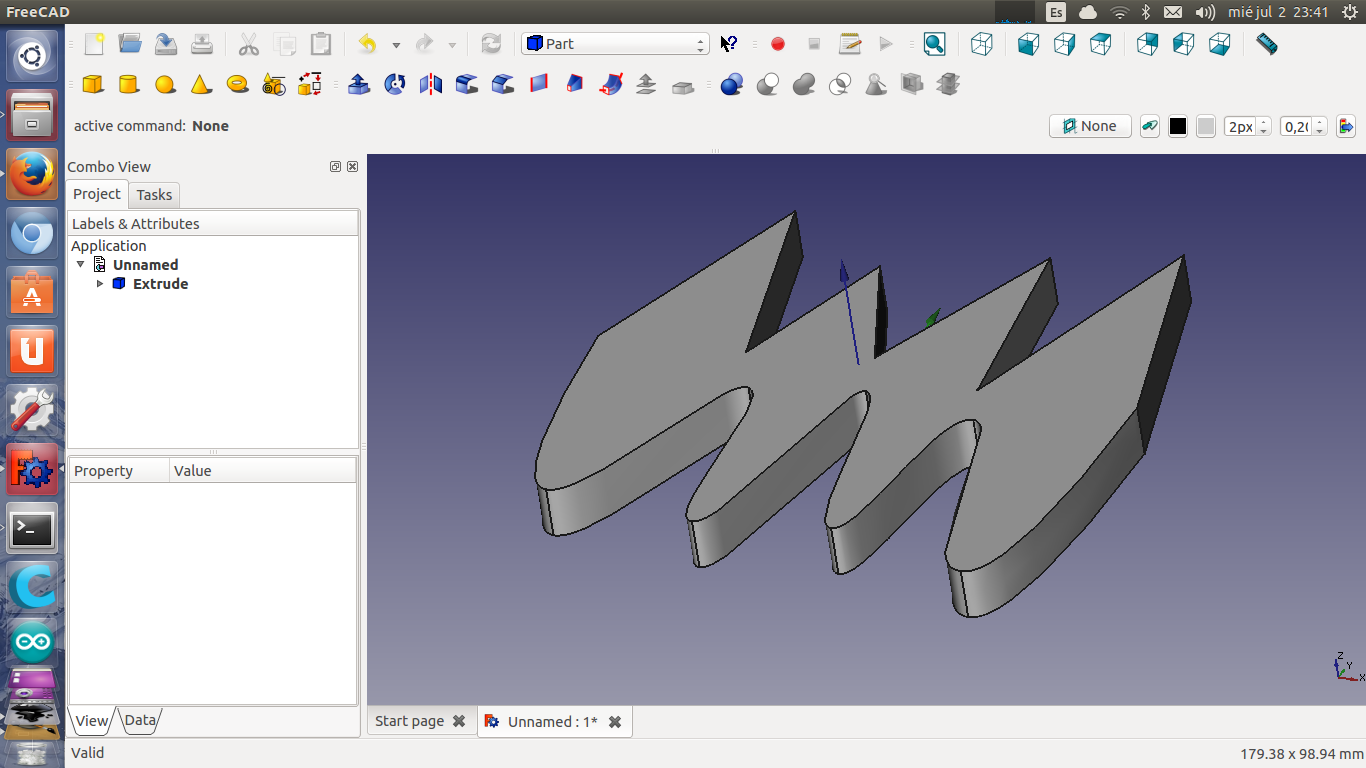 FreeCAD
Es
mié jul 2 23:41
Part
active command: None
None
2px
0,20
Combo View
Project
Tasks
Labels & Attributes
Application
Unnamed
Extrude
Property
Value
View
Data
Start page
Unnamed : 1*
Z
Y
X
Valid
179.38 x 98.94 mm